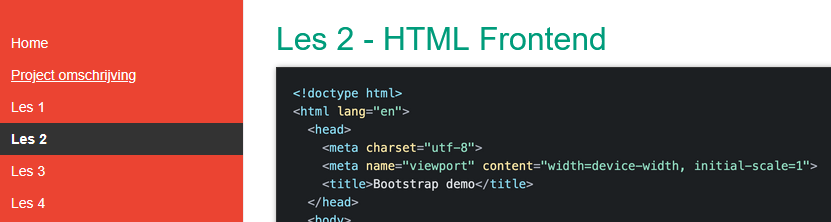 Home
Project omschrijving
Les 1
Les 2
Les 3
Les 4
Les 2 - HTML Frontend
<!doctype html>
<html lang="en">
  <head>
    <meta charset="utf-8">
    <meta name="viewport" content="width=device-width, initial-scale=1">
    <title>Bootstrap demo</title>
  </head>
  <body>